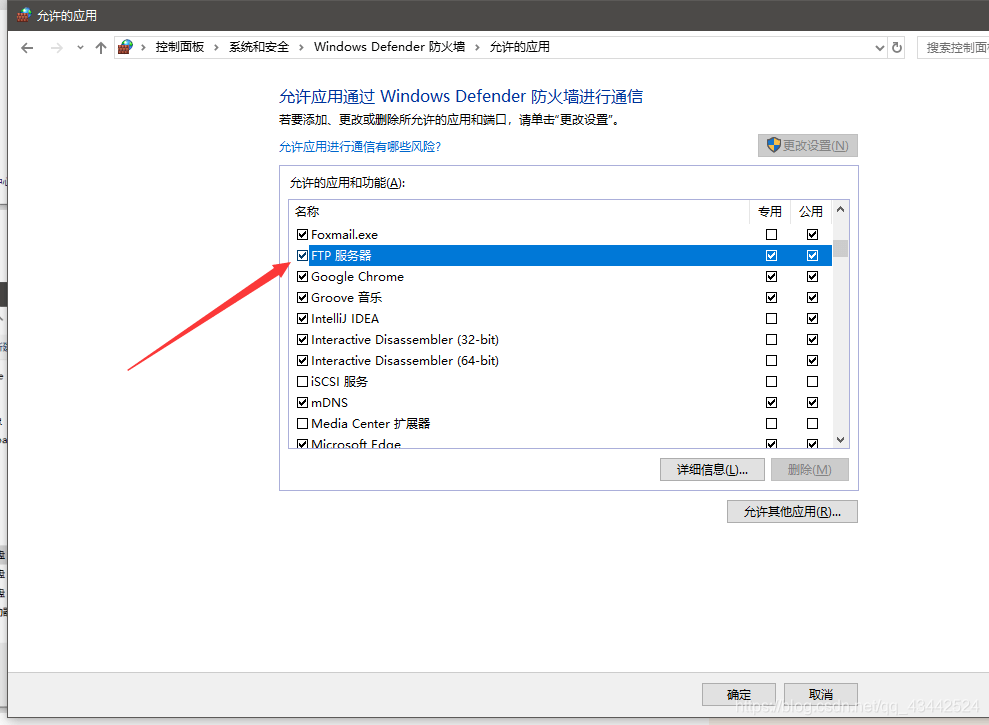 允许的应用
控制面板 › 系统和安全 › Windows Defender 防火墙 › 允许的应用
搜索控制面
允许应用通过 Windows Defender 防火墙进行通信
若要添加、更改或删除所允许的应用和端口，请单击"更改设置"。
允许应用进行通信有哪些风险?
更改设置(N)
允许的应用和功能(A):
名称 专用 公用
Foxmail.exe
FTP 服务器
Google Chrome
Groove 音乐
IntelliJ IDEA
Interactive Disassembler (32-bit)
Interactive Disassembler (64-bit)
iSCSI 服务
mDNS
Media Center 扩展器
Microsoft Edge
详细信息(L)... 删除(M)
允许其他应用(R)...
确定 取消
https://blog.csdn.net/qq_43442524